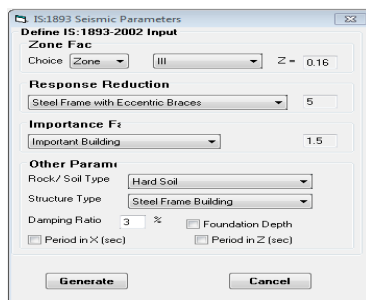 IS:1893 Seismic Parameters
Define IS:1893-2002 Input
Zone Fac
Choice Zone III Z = 0.16
Response Reduction
Steel Frame with Eccentric Braces 5
Importance Fa
Important Building 1.5
Other Parame
Rock/ Soil Type Hard Soil
Structure Type Steel Frame Building
Damping Ratio 3 % Foundation Depth
Period in X (sec) Period in Z (sec)
Generate Cancel